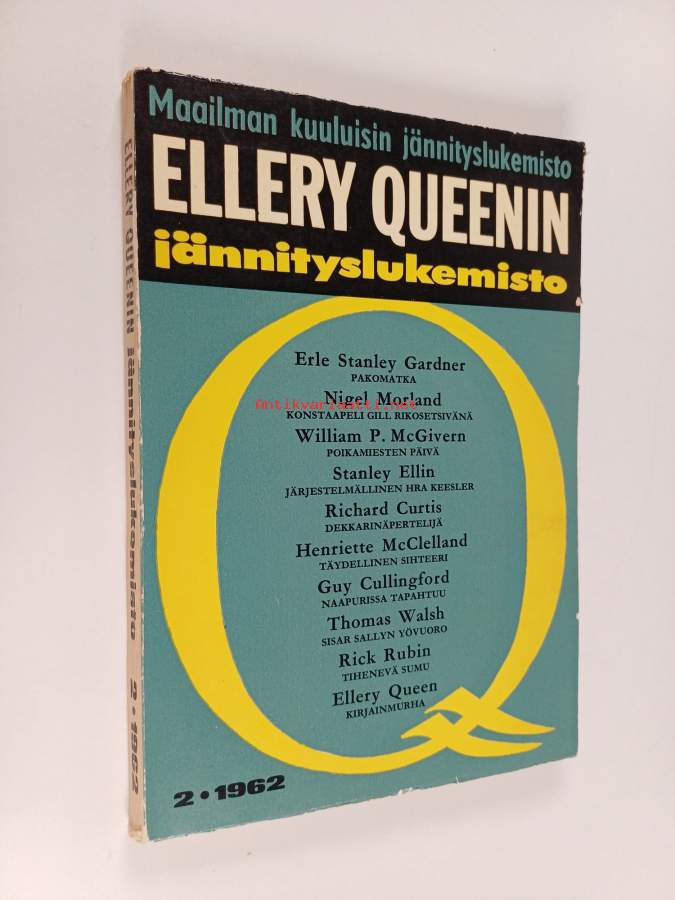 Maailman kuuluisin jännityslukemisto
ELLERY QUEENIN
jännityslukemisto
Erle Stanley Gardner
PAKOMATKA
Nigel Morland
Antikvariaatti.net
KONSTAAPELI GILL RIKOSETSIVÄNÄ
William P. McGivern
POIKAMIESTEN PÄIVÄ
Stanley Ellin
JÄRJESTELMÄLLINEN HRA KEESLER
Richard Curtis
DEKKARINÄPERTELIJÄ
Henriette McClelland
TÄYDELLINEN SIHTEERI
Guy Cullingford
NAAPURISSA TAPAHTUU
Thomas Walsh
SISAR SALLYN YÖVUORO
Rick Rubin
TIHENEVÄ SUMU
Ellery Queen
KIRJAINMURHA
2 • 1962
ELLERY QUEENIN jännityslukemisto 2 • 1962